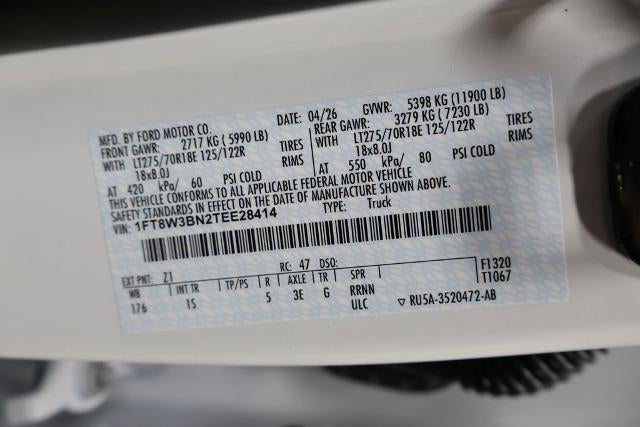 MFD. BY FORD MOTOR CO. 04/26 GVWR: 5398 KG (11900 LB)
FRONT GAWR: 2717 KG (5990 LB) REAR GAWR: 3279 KG (7230 LB)
WITH LT275/70R18E 125/122R TIRES WITH LT275/70R18E 125/122R TIRES
18x8.0J RIMS 18x8.0J RIMS
AT 420 kPa/ 60 PSI COLD AT 550 kPa/ 80 PSI COLD
THIS VEHICLE CONFORMS TO ALL APPLICABLE FEDERAL MOTOR VEHICLE
SAFETY STANDARDS IN EFFECT ON THE DATE OF MANUFACTURE SHOWN ABOVE.
VIN: 1FT8W3BN2TEE28414 TYPE: Truck
EXT PNT: Z1 RC: 47 DSO: F1320
WB INT TR TP/PS R AXLE TR SPR T1067
176 1S 5 3E G RRNN
ULC ▽ RU5A-3520472-AB